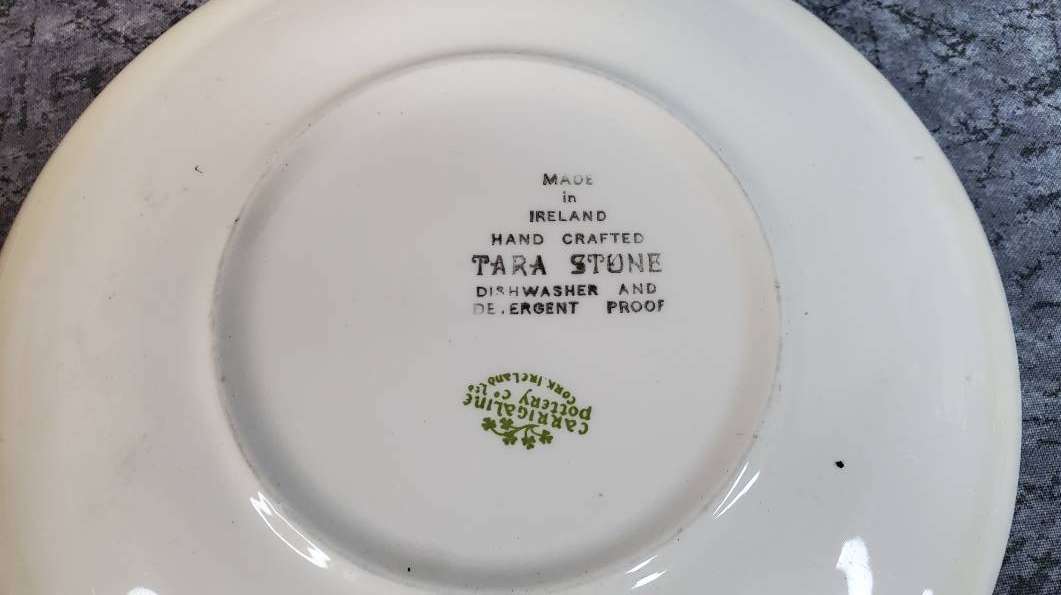 MADE
in
IRELAND
HAND CRAFTED
TARA STONE
DISHWASHER AND
DE.ERGENT PROOF
CARRIGALINE
POTTERY Co LTD
CORK IRELAND